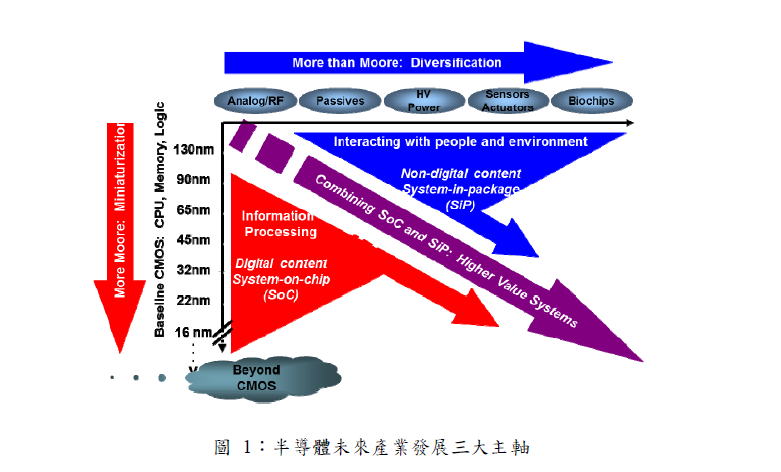 More than Moore: Diversification
Analog/RF
Passives
HV
Power
Sensors
Actuators
Biochips
More Moore: Miniaturization
Baseline CMOS: CPU, Memory, Logic
130nm
90nm
65nm
45nm
32nm
22nm
16 nm
Interacting with people and environment
Non-digital content
System-in-package
(SiP)
Combining SoC and SiP: Higher Value Systems
Information
Processing
Digital content
System-on-chip
(SoC)
Beyond
CMOS
圖 1：半導體未來產業發展三大主軸